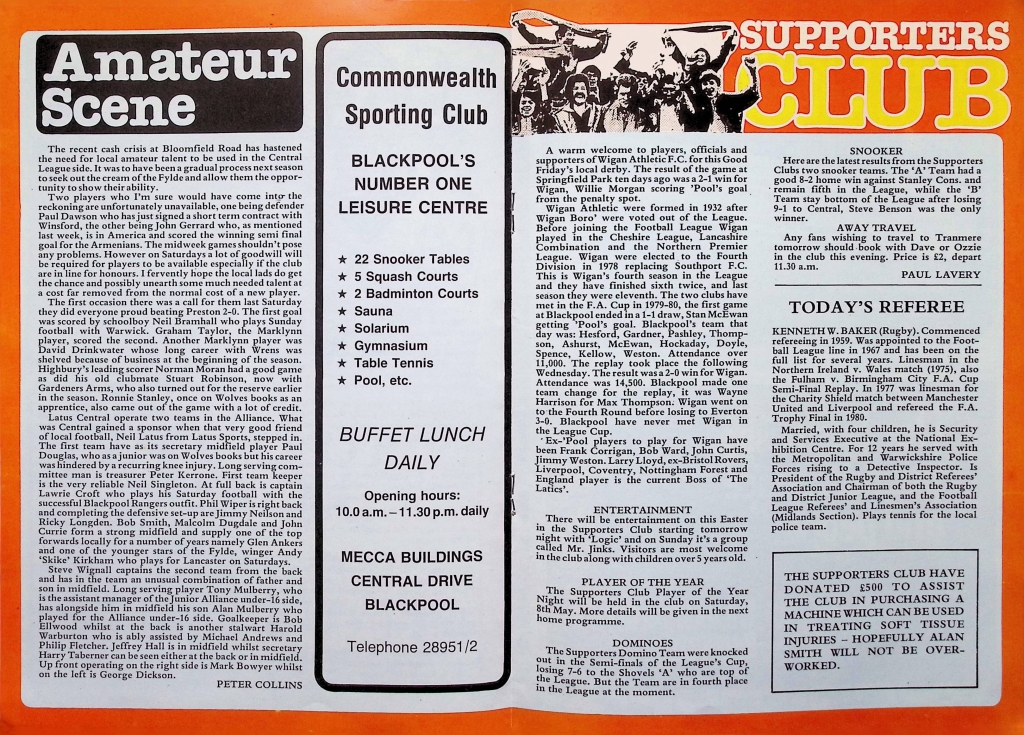 Amateur
Scene
The recent cash crisis at Bloomfield Road has hastened
the need for local amateur talent to be used in the Central
League side. It was to have been a gradual process next season
to seek out the cream of the Fylde and allow them the oppor-
tunity to show their ability.
Two players who I'm sure would have come into the
reckoning are unfortunately unavailable, one being defender
Paul Dawson who has just signed a short term contract with
Winsford, the other being John Gerrard who, as mentioned
last week, is in America and scored the winning semi final
goal for the Armenians. The midweek games shouldn't pose
any problems. However on Saturdays a lot of goodwill will
be required for players to be available especially if the club
are in line for honours. I fervently hope the local lads do get
the chance and possibly unearth some much needed talent at
a cost far removed from the normal cost of a new player.
The first occasion there was a call for them last Saturday
they did everyone proud beating Preston 2-0. The first goal
was scored by schoolboy Neil Bramhall who plays Sunday
football with Warwick. Graham Taylor, the Marklynn
player, scored the second. Another Marklynn player was
David Drinkwater whose long career with Wrens was
shelved because of business at the beginning of the season.
Highbury's leading scorer Norman Moran had a good game
as did his old clubmate Stuart Robinson, now with
Gardeners Arms, who also turned out for the reserve earlier
in the season. Ronnie Stanley, once on Wolves books as an
apprentice, also came out of the game with a lot of credit.
Latus Central operate two teams in the Alliance. What
was Central gained a sponsor when that very good friend
of local football, Neil Latus from Latus Sports, stepped in.
The first team have as its secretary midfield player Paul
Douglas, who as a junior was on Wolves books but his career
was hindered by a recurring knee injury. Long serving com-
mittee man is treasurer Peter Kerrone. First team keeper
is the very reliable Neil Singleton. At full back is captain
Lawrie Croft who plays his Saturday football with the
successful Blackpool Rangers outfit. Phil Wiper is right back
and completing the defensive set-up are Jimmy Neilson and
Ricky Longden. Bob Smith, Malcolm Dugdale and John
Currie form a strong midfield and supply one of the top
forwards locally for a number of years namely Glen Ankers
and one of the younger stars of the Fylde, winger Andy
'Skike' Kirkham who plays for Lancaster on Saturdays.
Steve Wignall captains the second team from the back
and has in the team an unusual combination of father and
son in midfield. Long serving player Tony Mulberry, who
is the assistant manager of the Junior Alliance under-16 side,
has alongside him in midfield his son Alan Mulberry who
played for the Alliance under-16 side. Goalkeeper is Bob
Ellwood whilst at the back is another stalwart Harold
Warburton who is ably assisted by Michael Andrews and
Philip Fletcher. Jeffrey Hall is in midfield whilst secretary
Harry Taberner can be seen either at the back or in midfield.
Up front operating on the right side is Mark Bowyer whilst
on the left is George Dickson.
PETER COLLINS
Commonwealth
Sporting Club
BLACKPOOL'S
NUMBER ONE
LEISURE CENTRE
★ 22 Snooker Tables
★ 5 Squash Courts
★ 2 Badminton Courts
★ Sauna
★ Solarium
★ Gymnasium
★ Table Tennis
★ Pool, etc.
BUFFET LUNCH
DAILY
Opening hours:
10.0 a.m. – 11.30 p.m. daily
MECCA BUILDINGS
CENTRAL DRIVE
BLACKPOOL
Telephone 28951/2
SUPPORTERS
CLUB
A warm welcome to players, officials and
supporters of Wigan Athletic F.C. for this Good
Friday's local derby. The result of the game at
Springfield Park ten days ago was a 2-1 win for
Wigan, Willie Morgan scoring 'Pool's goal
from the penalty spot.
Wigan Athletic were formed in 1932 after
Wigan Boro' were voted out of the League.
Before joining the Football League Wigan
played in the Cheshire League, Lancashire
Combination and the Northern Premier
League. Wigan were elected to the Fourth
Division in 1978 replacing Southport F.C.
This is Wigan's fourth season in the League
and they have finished sixth twice, and last
season they were eleventh. The two clubs have
met in the F.A. Cup in 1979-80, the first game
at Blackpool ended in a 1-1 draw, Stan McEwan
getting 'Pool's goal. Blackpool's team that
day was: Hesford, Gardner, Pashley, Thomp-
son, Ashurst, McEwan, Hockaday, Doyle,
Spence, Kellow, Weston. Attendance over
11,000. The replay took place the following
Wednesday. The result was a 2-0 win for Wigan.
Attendance was 14,500. Blackpool made one
team change for the replay, it was Wayne
Harrison for Max Thompson. Wigan went on
to the Fourth Round before losing to Everton
3-0. Blackpool have never met Wigan in
the League Cup.
Ex-'Pool players to play for Wigan have
been Frank Corrigan, Bob Ward, John Curtis,
Jimmy Weston. Larry Lloyd, ex-Bristol Rovers,
Liverpool, Coventry, Nottingham Forest and
England player is the current Boss of 'The
Latics'.
ENTERTAINMENT
There will be entertainment on this Easter
in the Supporters Club starting tomorrow
night with 'Logic' and on Sunday it's a group
called Mr. Jinks. Visitors are most welcome
in the club along with children over 5 years old.
PLAYER OF THE YEAR
The Supporters Club Player of the Year
Night will be held in the club on Saturday,
8th May. More details will be given in the next
home programme.
DOMINOES
The Supporters Domino Team were knocked
out in the Semi-finals of the League's Cup,
losing 7-6 to the Shovels 'A' who are top of
the League. But the Team are in fourth place
in the League at the moment.
SNOOKER
Here are the latest results from the Supporters
Clubs two snooker teams. The 'A' Team had a
good 8-2 home win against Stanley Cons. and
remain fifth in the League, while the 'B'
Team stay bottom of the League after losing
9-1 to Central, Steve Benson was the only
winner.
AWAY TRAVEL
Any fans wishing to travel to Tranmere
tomorrow should book with Dave or Ozzie
in the club this evening. Price is £2, depart
11.30 a.m.
PAUL LAVERY
TODAY'S REFEREE
KENNETH W. BAKER (Rugby). Commenced
refereeing in 1959. Was appointed to the Foot-
ball League line in 1967 and has been on the
full list for several years. Linesman in the
Northern Ireland v. Wales match (1975), also
the Fulham v. Birmingham City F.A. Cup
Semi-Final Replay. In 1977 was linesman for
the Charity Shield match between Manchester
United and Liverpool and refereed the F.A.
Trophy Final in 1980.
Married, with four children, he is Security
and Services Executive at the National Ex-
hibition Centre. For 12 years he served with
the Metropolitan and Warwickshire Police
Forces rising to a Detective Inspector. Is
President of the Rugby and District Referees'
Association and Chairman of both the Rugby
and District Junior League, and the Football
League Referees' and Linesmen's Association
(Midlands Section). Plays tennis for the local
police team.
THE SUPPORTERS CLUB HAVE
DONATED £500 TO ASSIST
THE CLUB IN PURCHASING A
MACHINE WHICH CAN BE USED
IN TREATING SOFT TISSUE
INJURIES – HOPEFULLY ALAN
SMITH WILL NOT BE OVER-
WORKED.